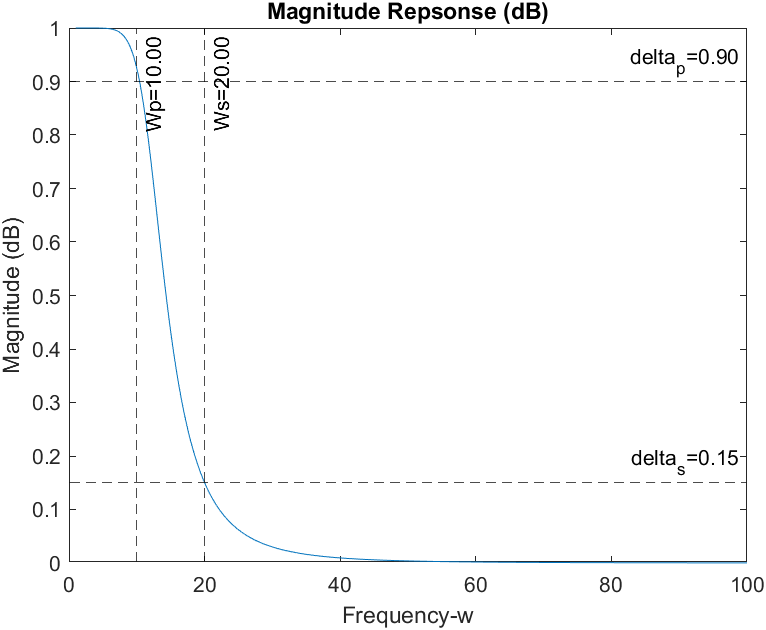 Magnitude Repsonse (dB)
1
0.9
0.8
0.7
0.6
0.5
0.4
0.3
0.2
0.1
0
Magnitude (dB)
Wp=10.00
Ws=20.00
delta_p=0.90
delta_s=0.15
0 20 40 60 80 100
Frequency-w